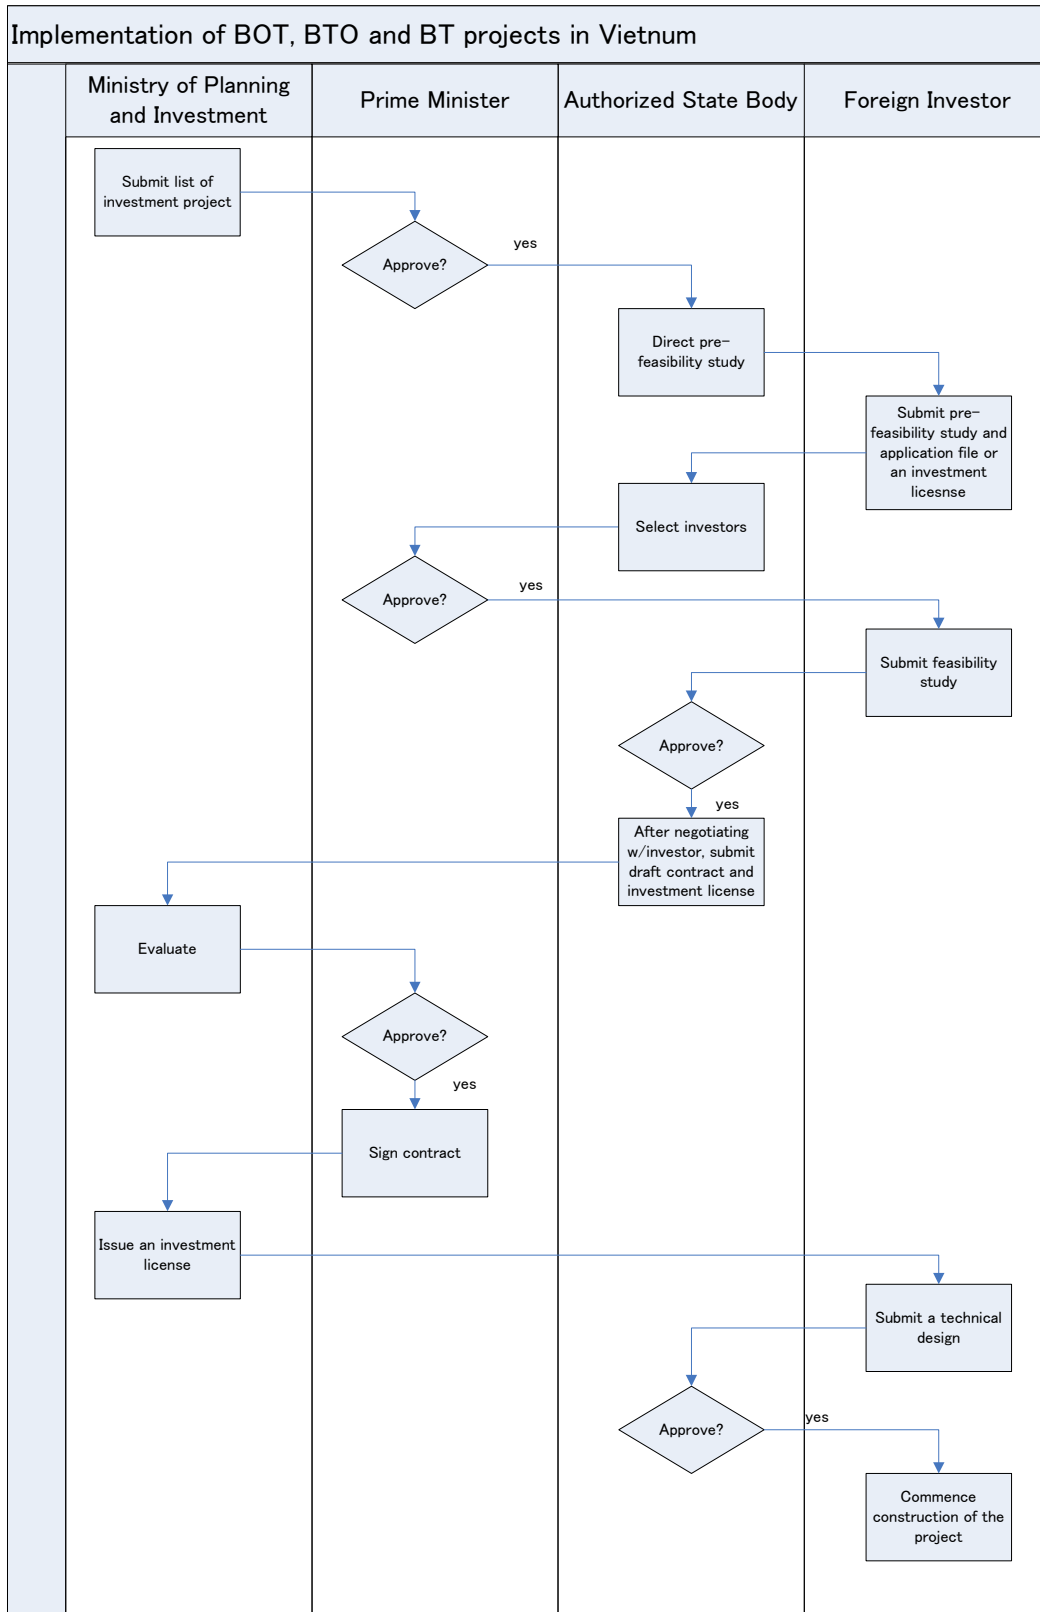 Implementation of BOT, BTO and BT projects in Vietnum
Ministry of Planning
and Investment
Prime Minister
Authorized State Body
Foreign Investor
Submit list of
investment project
Approve?
yes
Direct pre-
feasibility study
Submit pre-
feasibility study and
application file or
an investment
licesnse
Select investors
Approve?
yes
Submit feasibility
study
Approve?
yes
After negotiating
w/investor, submit
draft contract and
investment license
Evaluate
Approve?
yes
Sign contract
Issue an investment
license
Submit a technical
design
Approve?
yes
Commence
construction of the
project